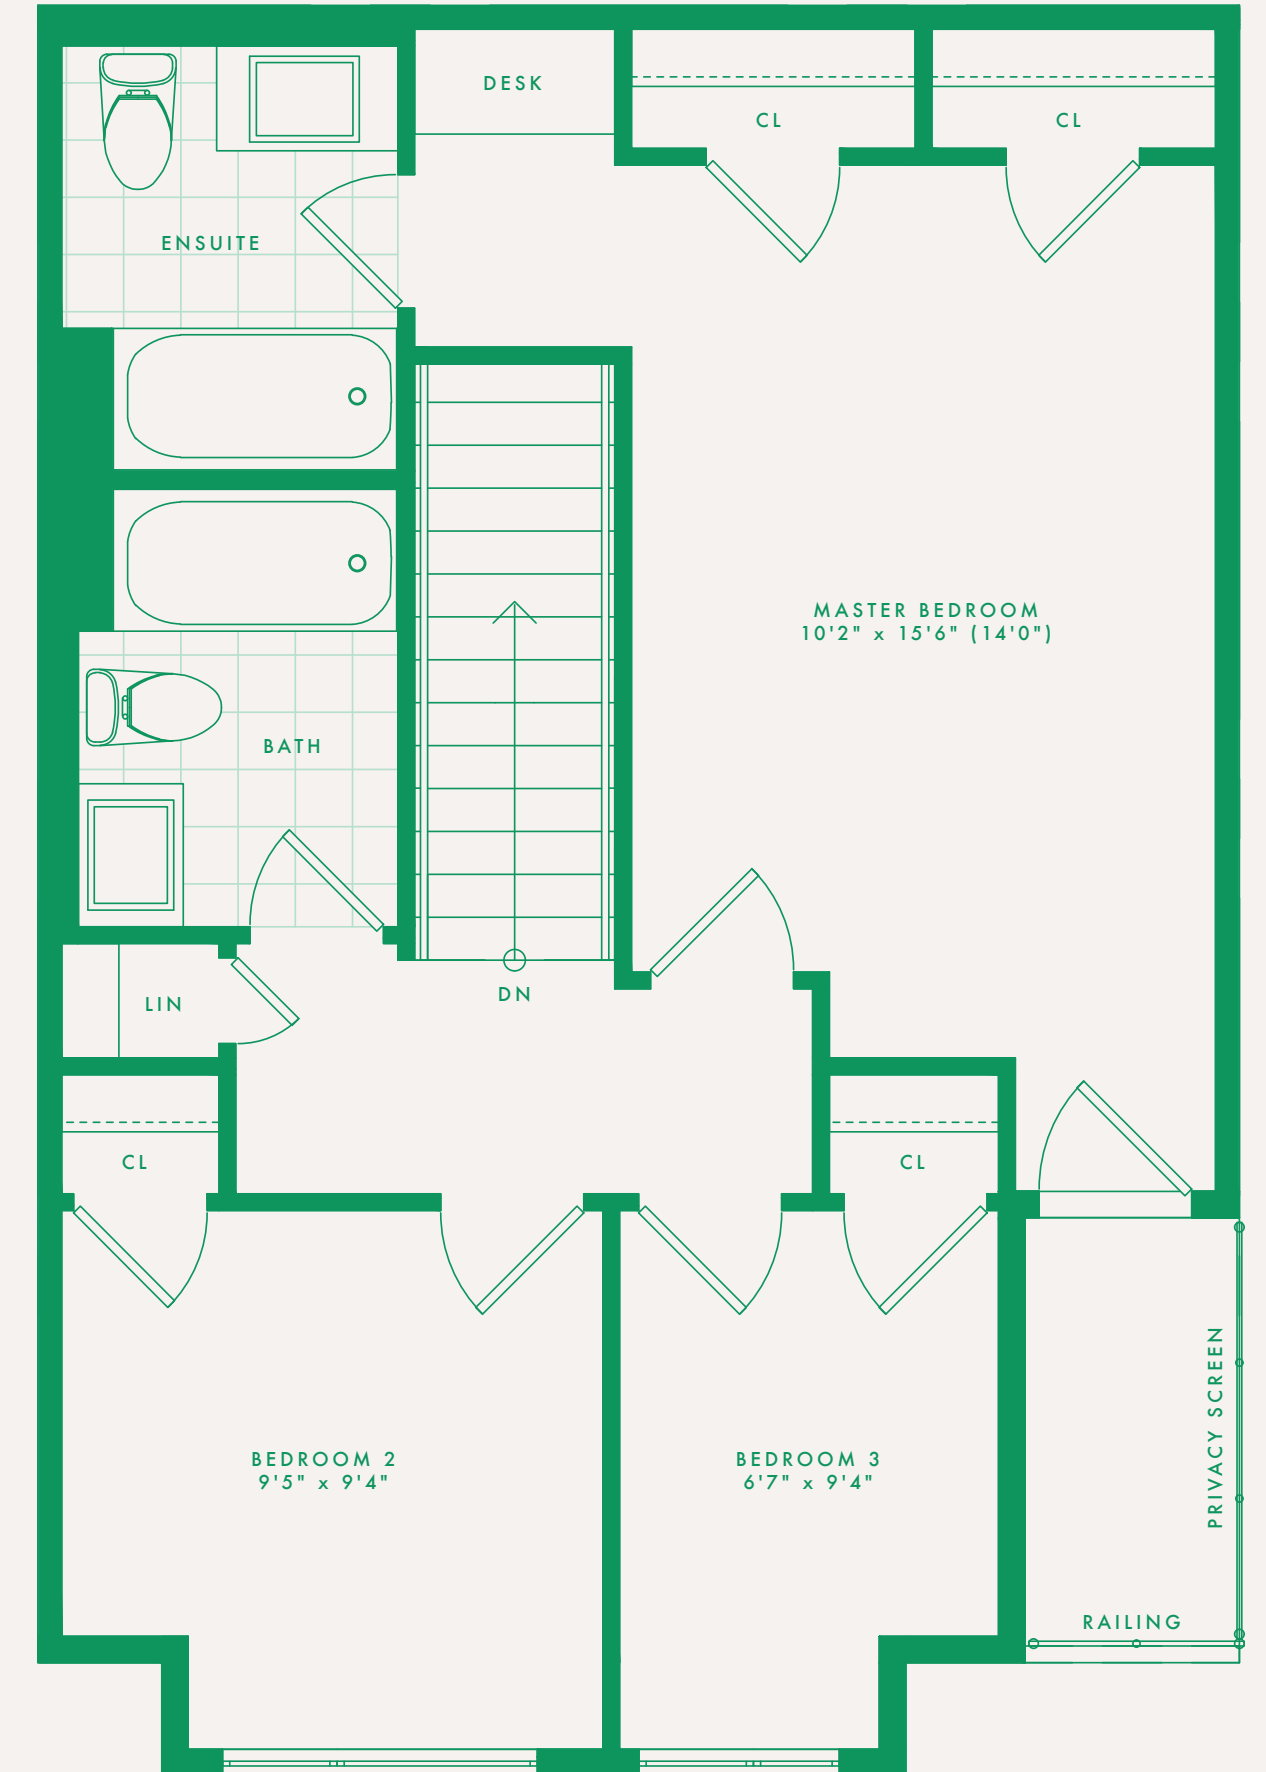 DESK
CL
CL
ENSUITE
MASTER BEDROOM
10'2" x 15'6" (14'0")
BATH
DN
LIN
CL
CL
BEDROOM 2
9'5" x 9'4"
BEDROOM 3
6'7" x 9'4"
PRIVACY SCREEN
RAILING